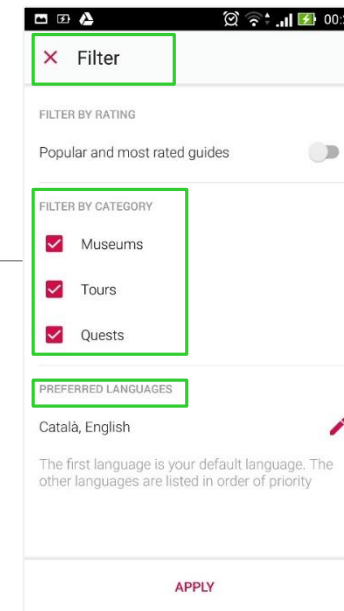 00:
Filter
FILTER BY RATING
Popular and most rated guides
FILTER BY CATEGORY
Museums
Tours
Quests
PREFERRED LANGUAGES
Català, English
The first language is your default language. The
other languages are listed in order of priority
APPLY